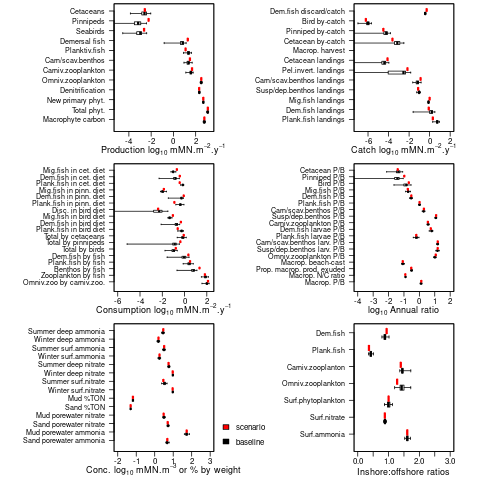 Cetaceans
Pinnipeds
Seabirds
Demersal fish
Planktiv.fish
Carn/scav.benthos
Carniv.zooplankton
Omniv.zooplankton
Denitrification
New primary phyt.
Total phyt.
Macrophyte carbon
-4 -2 0 2
Production log10 mMN.m-2.y-1
Dem.fish discard/catch
Bird by-catch
Pinniped by-catch
Cetacean by-catch
Macrop. harvest
Cetacean landings
Pel.invert. landings
Carn/scav.benthos landings
Susp/dep.benthos landings
Mig.fish landings
Dem.fish landings
Plank.fish landings
-6 -4 -2 0 2
Catch log10 mMN.m-2.y-1
Mig.fish in cet. diet
Dem.fish in cet. diet
Plank.fish in cet. diet
Mig.fish in pinn. diet
Dem.fish in pinn. diet
Plank.fish in pinn. diet
Disc. in bird diet
Mig.fish in bird diet
Dem.fish in bird diet
Plank.fish in bird diet
Total by cetaceans
Total by pinnipeds
Total by birds
Dem.fish by fish
Plank.fish by fish
Benthos by fish
Zooplankton by fish
Omniv.zoo by carniv.zoo.
-6 -4 -2 0 2
Consumption log10 mMN.m-2.y-1
Cetacean P/B
Pinniped P/B
Bird P/B
Mig.fish P/B
Dem.fish P/B
Plank.fish P/B
Carn/scav.benthos P/B
Susp/dep.benthos P/B
Carniv.zooplankton P/B
Dem.fish larvae P/B
Plank.fish larvae P/B
Carn/scav.benthos larv. P/B
Susp/dep.benthos larv. P/B
Omniv.zooplankton P/B
Macrop. beach-cast
Prop. macrop. prod. exuded
Macrop. N/C ratio
Macrop. P/B
-4 -3 -2 -1 0 1 2
log10 Annual ratio
Summer deep ammonia
Winter deep ammonia
Summer surf.ammonia
Winter surf.ammonia
Summer deep nitrate
Winter deep nitrate
Summer surf.nitrate
Winter surf.nitrate
Mud %TON
Sand %TON
Mud porewater nitrate
Sand porewater nitrate
Mud porewater ammonia
Sand porewater ammonia
-2 -1 0 1 2 3
Conc. log10 mMN.m-3 or % by weight
scenario
baseline
Dem.fish
Plank.fish
Carniv.zooplanton
Omniv.zooplankton
Surf.phytoplankton
Surf.nitrate
Surf.ammonia
0.0 1.0 2.0 3.0
Inshore:offshore ratios